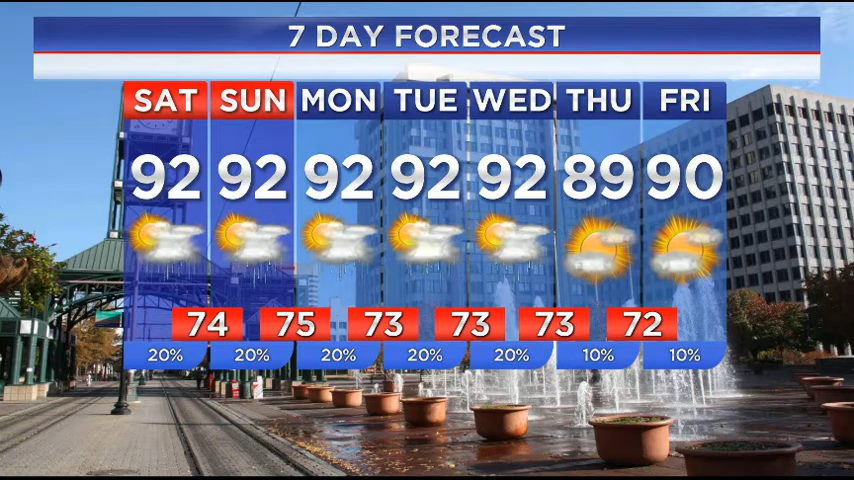 7 DAY FORECAST
SAT SUN MON TUE WED THU FRI
92 92 92 92 92 89 90
74 75 73 73 73 72
20% 20% 20% 20% 20% 10% 10%